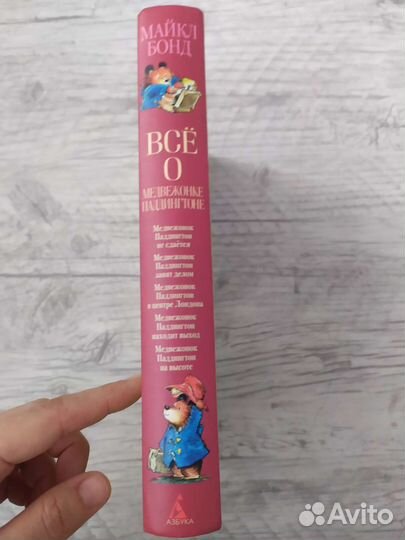 МАЙКЛ
БОНД
ВСЁ
О
МЕДВЕЖОНКЕ
ПАДДИНГТОНЕ
Медвежонок
Паддингтон
не сдаётся
Медвежонок
Паддингтон
занят делом
Медвежонок
Паддингтон
в центре Лондона
Медвежонок
Паддингтон
находит выход
Медвежонок
Паддингтон
на высоте
АЗБУКА
Avito